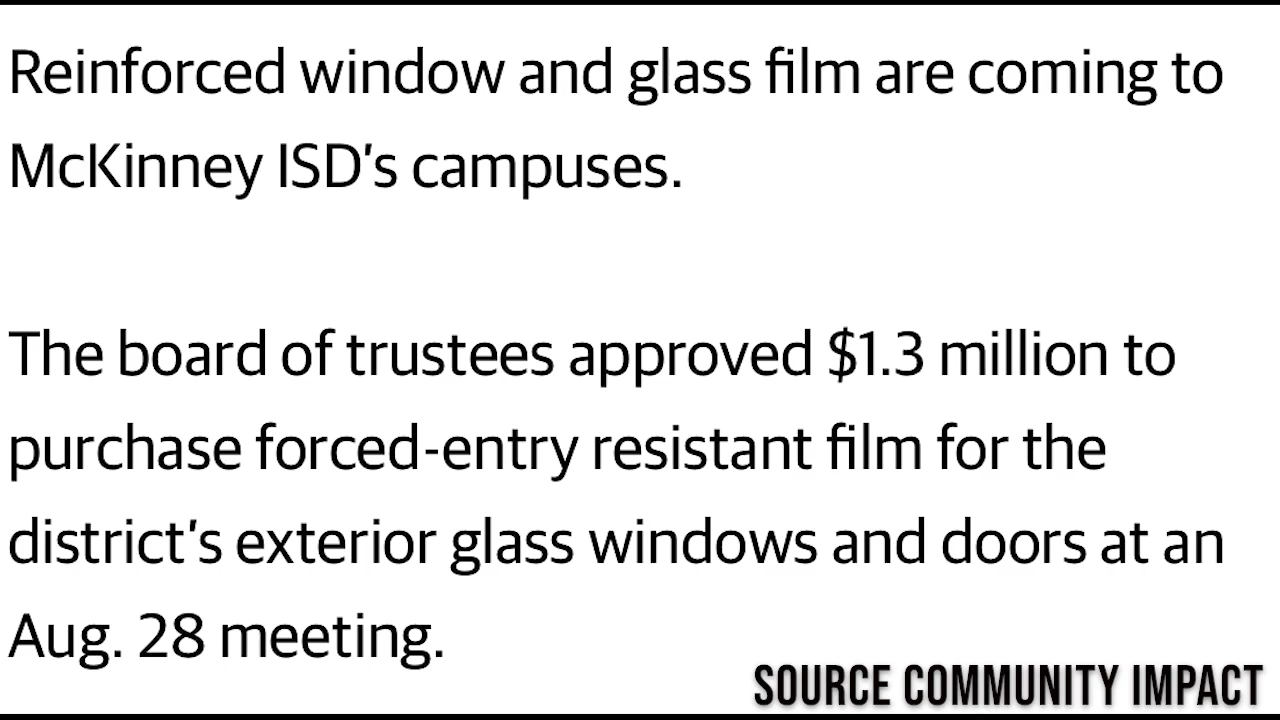 Reinforced window and glass film are coming to
McKinney ISD's campuses.
The board of trustees approved $1.3 million to
purchase forced-entry resistant film for the
district's exterior glass windows and doors at an
Aug. 28 meeting.
SOURCE COMMUNITY IMPACT